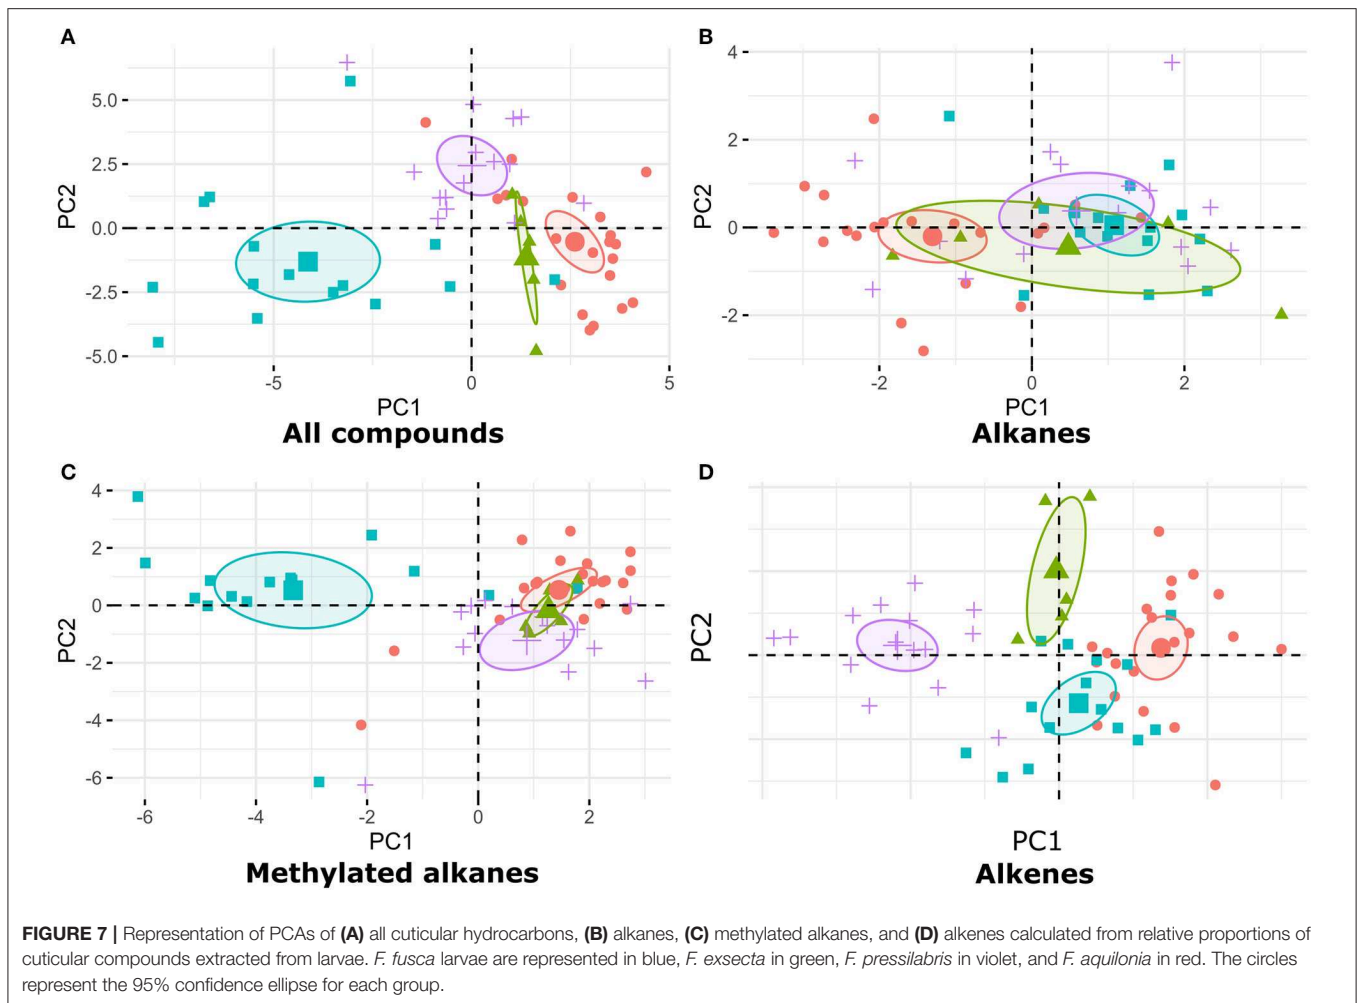 A
B
5.0
2.5
0.0
-2.5
-5.0
PC2
-5
0
5
PC1
All compounds
4
2
0
-2
PC2
-2
0
2
PC1
Alkanes
C
D
4
2
0
-2
-4
-6
PC2
-6
-4
-2
0
2
PC1
Methylated alkanes
PC2
PC1
Alkenes
FIGURE 7 | Representation of PCAs of (A) all cuticular hydrocarbons, (B) alkanes, (C) methylated alkanes, and (D) alkenes calculated from relative proportions of
cuticular compounds extracted from larvae. F. fusca larvae are represented in blue, F. exsecta in green, F. pressilabris in violet, and F. aquilonia in red. The circles
represent the 95% confidence ellipse for each group.